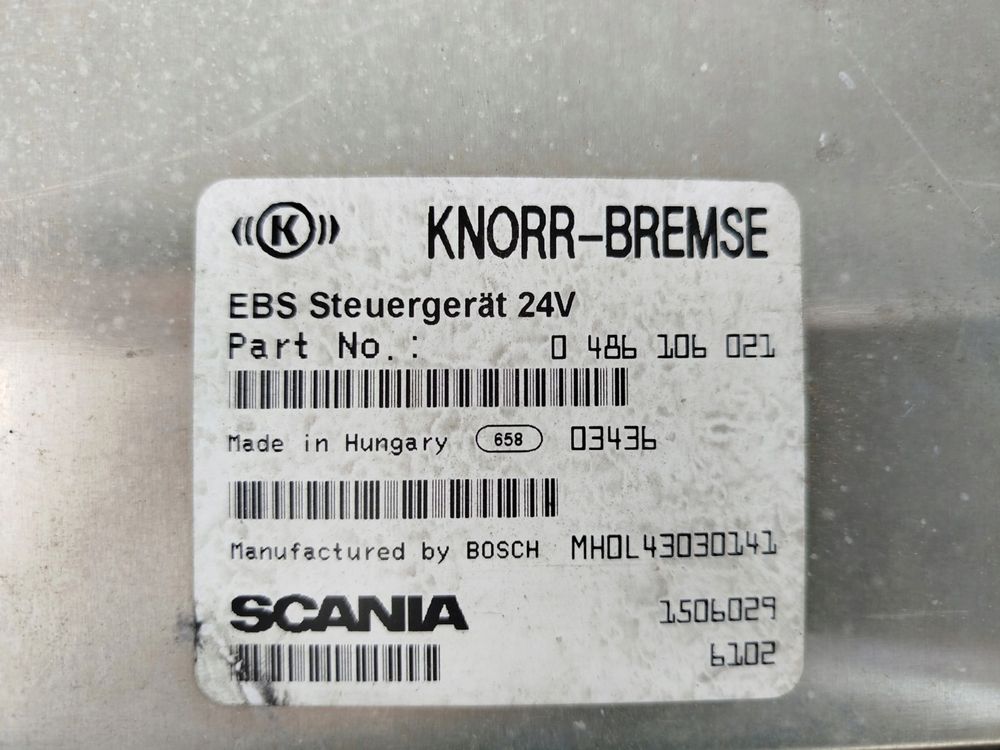 ((K)) KNORR-BREMSE
EBS Steuergerät 24V
Part No.: 0 486 106 021
Made in Hungary 658 03436
Manufactured by BOSCH MH0L43030141
SCANIA 1506029
6102